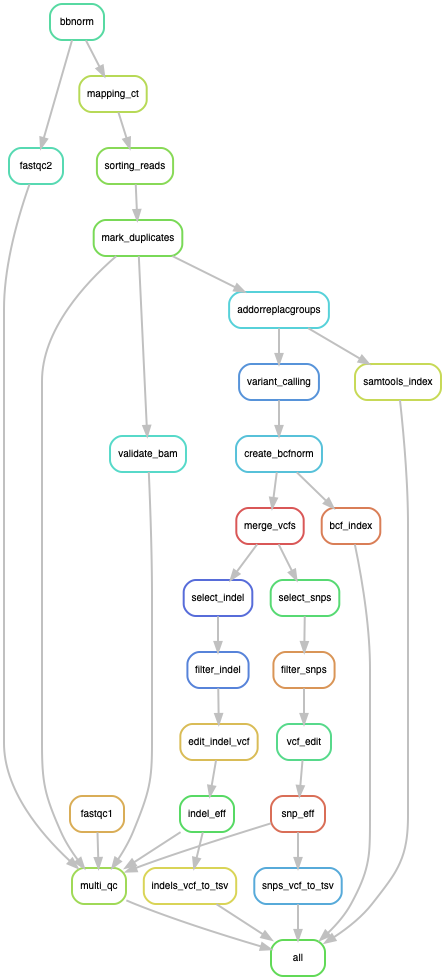 bbnorm
mapping_ct
fastqc2
sorting_reads
mark_duplicates
addorreplacgroups
variant_calling
samtools_index
validate_bam
create_bcfnorm
merge_vcfs
bcf_index
select_indel
select_snps
filter_indel
filter_snps
edit_indel_vcf
vcf_edit
fastqc1
indel_eff
snp_eff
multi_qc
indels_vcf_to_tsv
snps_vcf_to_tsv
all